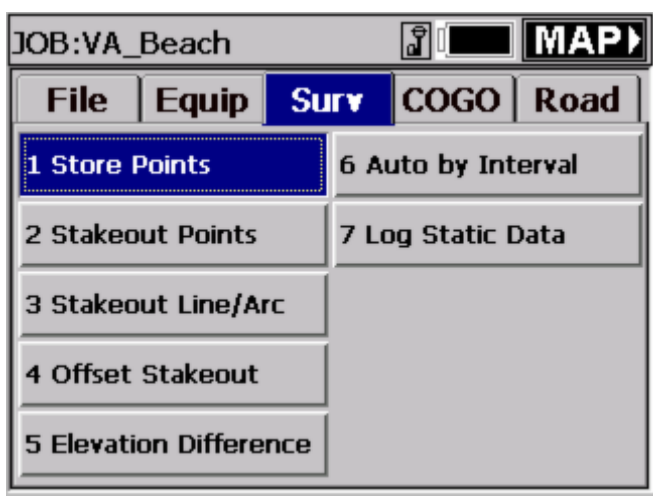 JOB:VA_Beach MAP
File Equip Surv COGO Road
1 Store Points 6 Auto by Interval
2 Stakeout Points 7 Log Static Data
3 Stakeout Line/Arc
4 Offset Stakeout
5 Elevation Difference